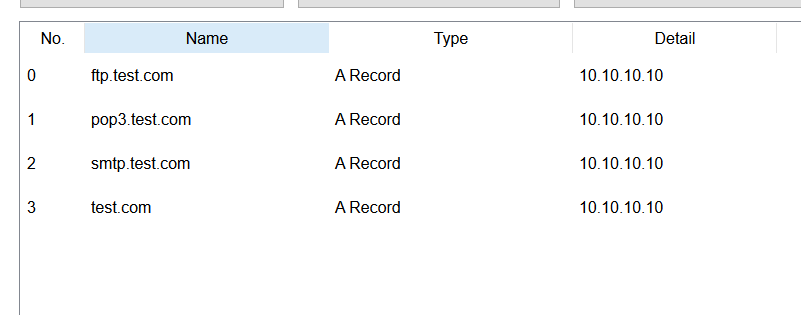 No. Name Type Detail
0 ftp.test.com A Record 10.10.10.10
1 pop3.test.com A Record 10.10.10.10
2 smtp.test.com A Record 10.10.10.10
3 test.com A Record 10.10.10.10